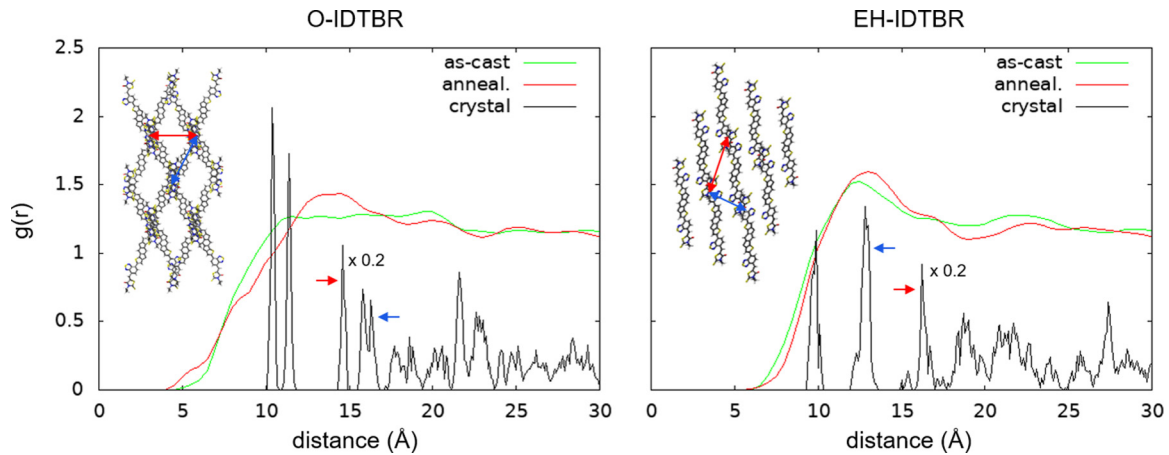 O-IDTBR
2.5
2
1.5
1
0.5
0
g(r)
as-cast
anneal.
crystal
x 0.2
0 5 10 15 20 25 30
distance (Å)
EH-IDTBR
as-cast
anneal.
crystal
x 0.2
0 5 10 15 20 25 30
distance (Å)